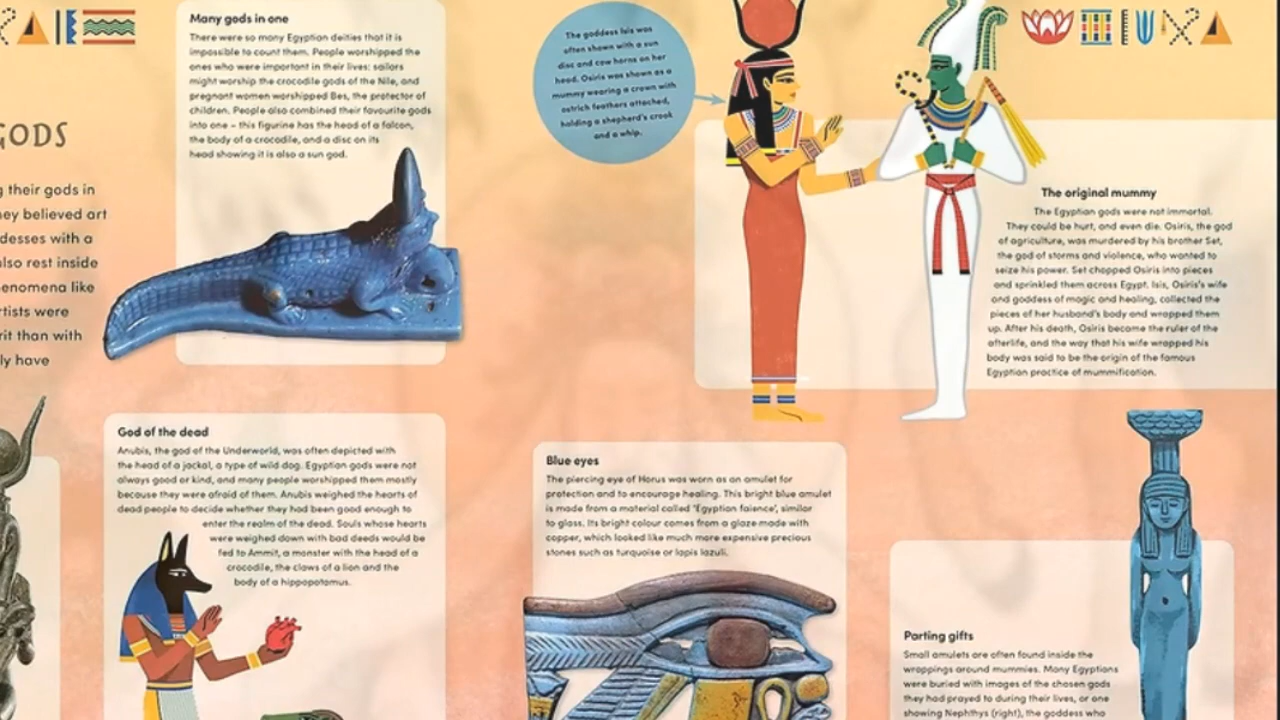 GODS
g their gods in
ey believed art
desses with a
lso rest inside
enomena like
rtists were
rit than with
ly have
Many gods in one
There were so many Egyptian deities that it is
impossible to count them. People worshipped the
ones who were important in their lives: sailors
might worship the crocodile gods of the Nile, and
pregnant women worshipped Bes, the protector of
children. People also combined their favourite gods
into one – this figurine has the head of a falcon,
the body of a crocodile, and a disc on its
head showing it is also a sun god.
The goddess Isis was
often shown with a sun
disc and cow horns on her
head. Osiris was shown as a
mummy wearing a crown with
ostrich feathers attached,
holding a shepherd's crook
and a whip.
The original mummy
The Egyptian gods were not immortal.
They could be hurt, and even die. Osiris, the god
of agriculture, was murdered by his brother Set,
the god of storms and violence, who wanted to
seize his power. Set chopped Osiris into pieces
and sprinkled them across Egypt. Isis, Osiris's wife
and goddess of magic and healing, collected the
pieces of her husband's body and wrapped them
up. After his death, Osiris became the ruler of the
afterlife, and the way that his wife wrapped his
body was said to be the origin of the famous
Egyptian practice of mummification.
God of the dead
Anubis, the god of the Underworld, was often depicted with
the head of a jackal, a type of wild dog. Egyptian gods were not
always good or kind, and many people worshipped them mostly
because they were afraid of them. Anubis weighed the hearts of
dead people to decide whether they had been good enough to
enter the realm of the dead. Souls whose hearts
were weighed down with bad deeds would be
fed to Ammit, a monster with the head of a
crocodile, the claws of a lion and the
body of a hippopotamus.
Blue eyes
The piercing eye of Horus was worn as an amulet for
protection and to encourage healing. This bright blue amulet
is made from a material called 'Egyptian faience', similar
to glass. Its bright colour comes from a glaze made with
copper, which looked like much more expensive precious
stones such as turquoise or lapis lazuli.
Parting gifts
Small amulets are often found inside the
wrappings around mummies. Many Egyptians
were buried with images of the chosen gods
they had prayed to during their lives, or one
showing Nephthys (right), the goddess who